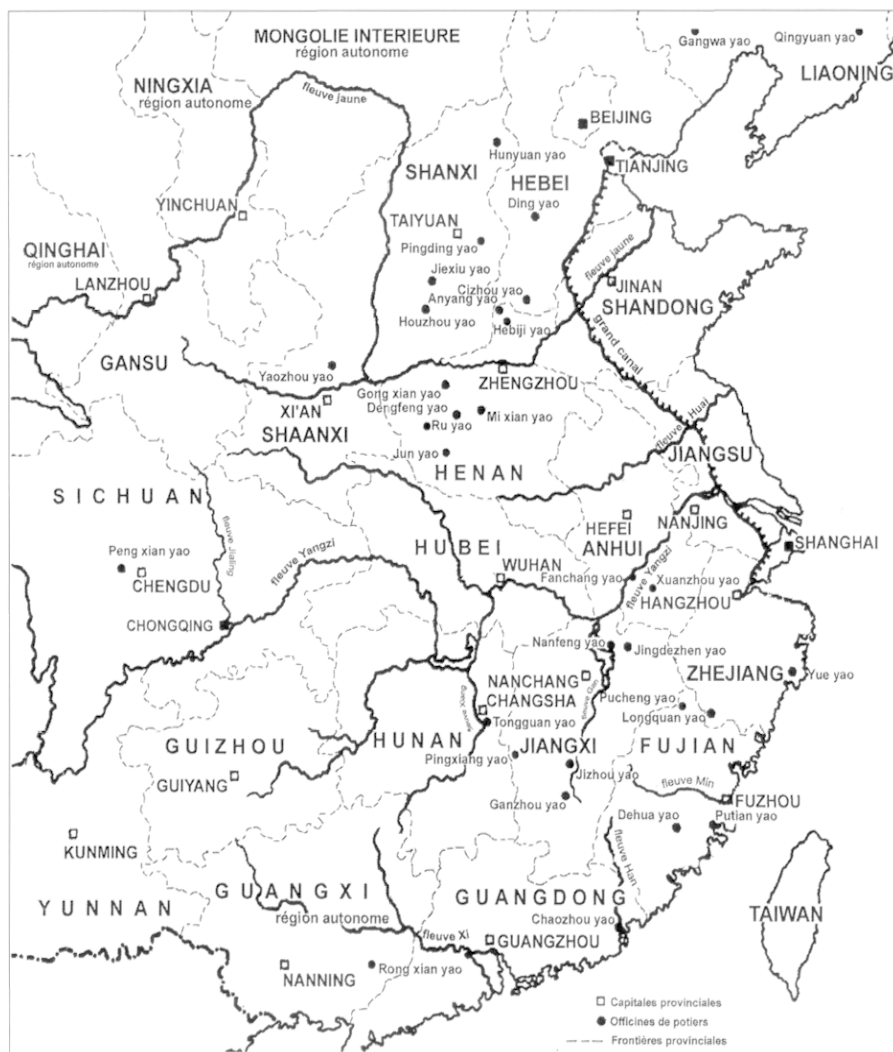 MONGOLIE INTERIEURE
région autonome
Gangwa yao
Qingyuan yao
LIAONING
NINGXIA
région autonome
fleuve jaune
BEIJING
Hunyuan yao
SHANXI
TIANJING
HEBEI
Ding yao
YINCHUAN
TAIYUAN
Pingding yao
QINGHAI
région autonome
fleuve jaune
Jiexiu yao
LANZHOU
Cizhou yao
JINAN
Anyang yao
SHANDONG
Houzhou yao
Hebiji yao
grand canal
GANSU
Yaozhou yao
ZHENGZHOU
Gong xian yao
XI'AN
Dengfeng yao
Mi xian yao
SHAANXI
Ru yao
fleuve Huai
Jun yao
JIANGSU
HENAN
SICHUAN
HEFEI
NANJING
fleuve Jialing
ANHUI
SHANGHAI
HUBEI
Peng xian yao
fleuve Yangzi
WUHAN
CHENGDU
Fanchang yao
fleuve Yangzi
Xuanzhou yao
HANGZHOU
CHONGQING
Nanfeng yao
Jingdezhen yao
ZHEJIANG
Yue yao
NANCHANG
CHANGSHA
Pucheng yao
Longquan yao
Tongguan yao
GUIZHOU
HUNAN
JIANGXI
FUJIAN
Pingxiang yao
Jizhou yao
GUIYANG
fleuve Min
Ganzhou yao
FUZHOU
Dehua yao
Putian yao
KUNMING
fleuve Han
GUANGXI
GUANGDONG
YUNNAN
région autonome
Chaozhou yao
TAIWAN
fleuve Xi
GUANGZHOU
NANNING
Rong xian yao
Capitales provinciales
Officines de potiers
Frontières provinciales